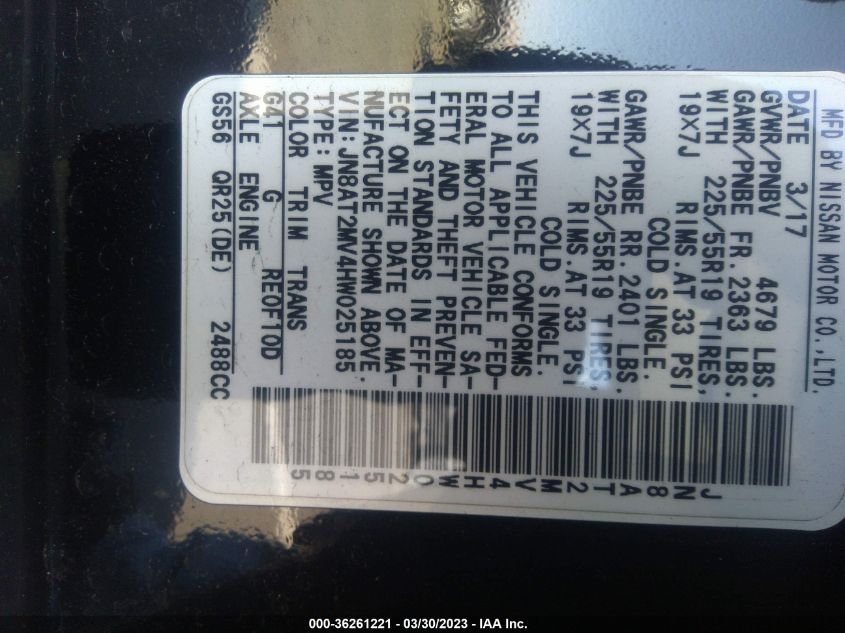 MFD BY NISSAN MOTOR CO.,LTD.
DATE 3/17
GVWR/PNBV 4679 LBS.
GAWR/PNBE FR.2363 LBS.
WITH 225/55R19 TIRES,
19×7J RIMS.AT 33 PSI
COLD SINGLE.
GAWR/PNBE RR.2401 LBS.
WITH 225/55R19 TIRES,
19×7J RIMS.AT 33 PSI
COLD SINGLE.
THIS VEHICLE CONFORMS
TO ALL APPLICABLE FED-
ERAL MOTOR VEHICLE SA-
FETY AND THEFT PREVEN-
TION STANDARDS IN EFF-
ECT ON THE DATE OF MA-
NUFACTURE SHOWN ABOVE.
VIN:JN8AT2MV4HW025185
TYPE:MPV
COLOR TRIM TRANS
G41 G RE0F10D
AXLE ENGINE
GS56 QR25(DE) 2488CC
JN8AT2MV4HW025185
000-36261221 - 03/30/2023 - IAA Inc.